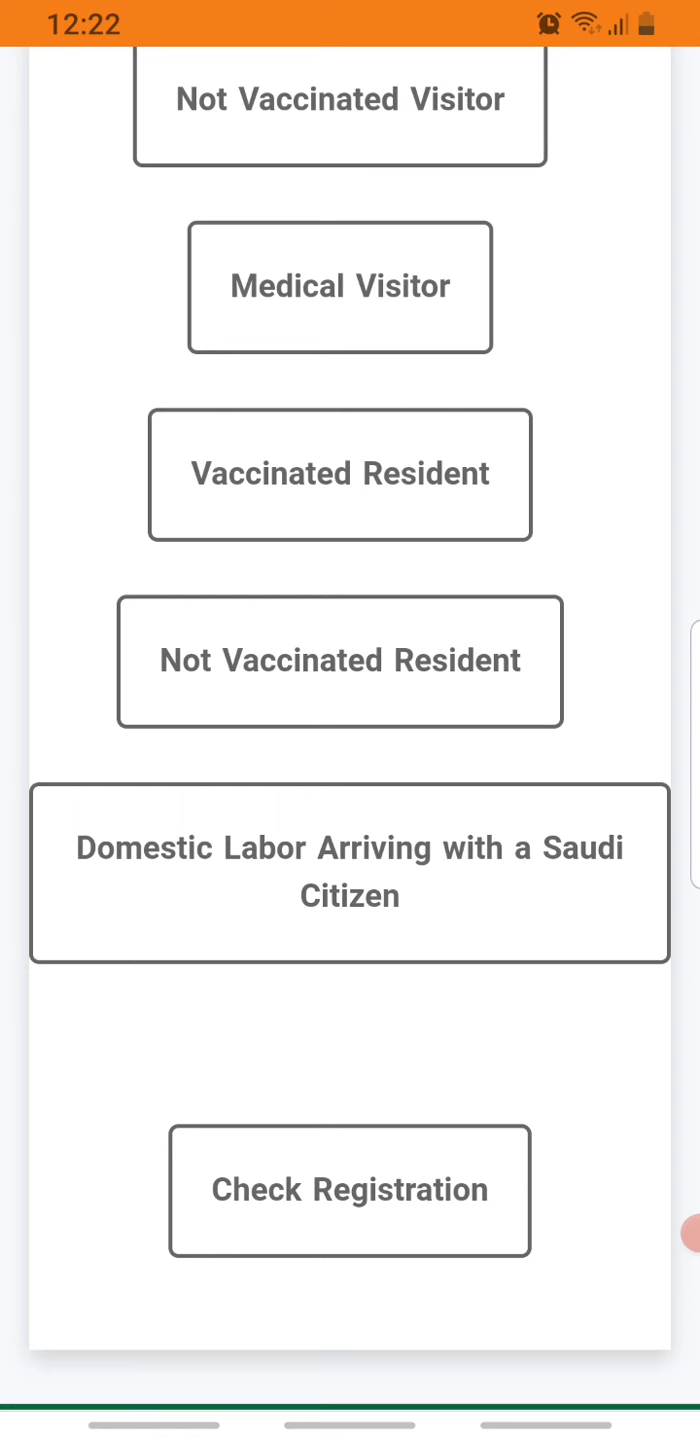 12:22
Not Vaccinated Visitor
Medical Visitor
Vaccinated Resident
Not Vaccinated Resident
Domestic Labor Arriving with a Saudi
Citizen
Check Registration